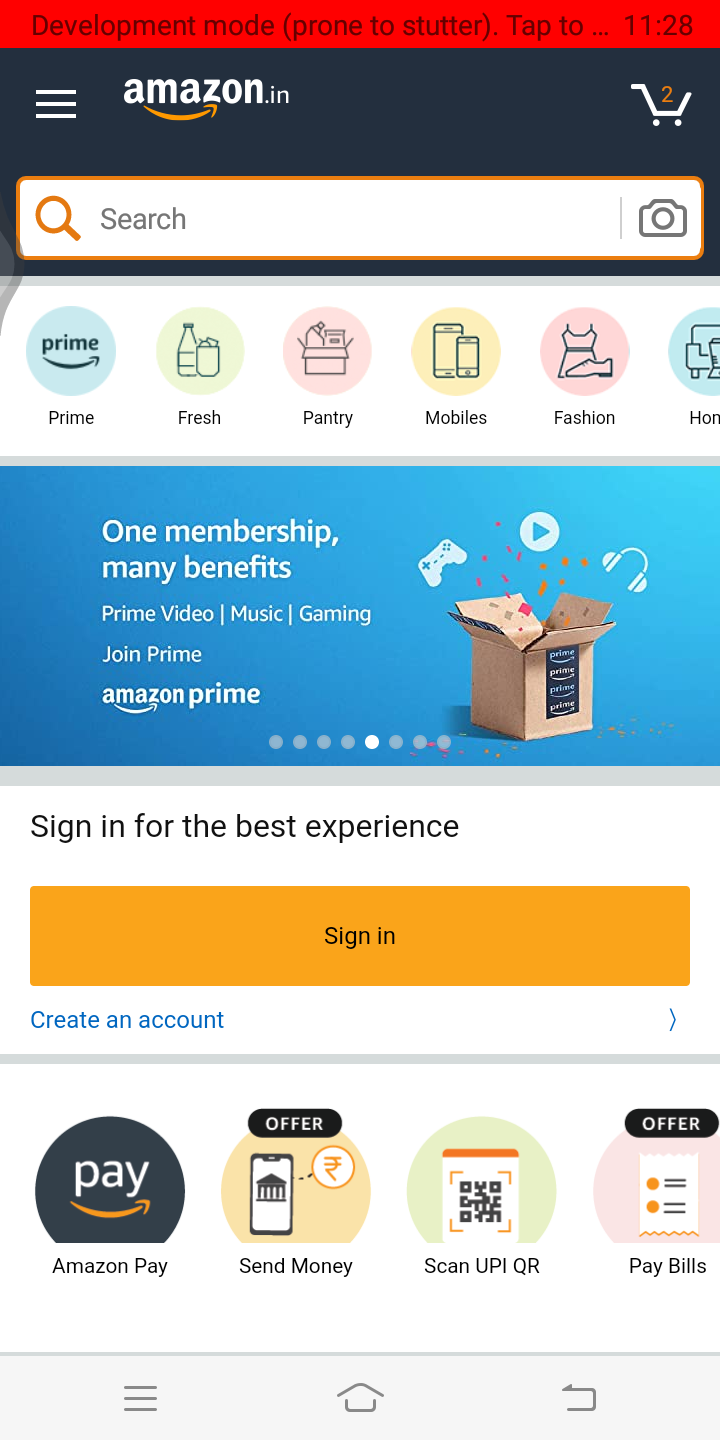 Development mode (prone to stutter). Tap to ... 11:28
amazon.in
2
Search
prime
Prime
Fresh
Pantry
Mobiles
Fashion
Hon
One membership,
many benefits
Prime Video | Music | Gaming
Join Prime
amazon prime
prime
prime
prime
prime
Sign in for the best experience
Sign in
Create an account
pay
OFFER
₹
OFFER
Amazon Pay
Send Money
Scan UPI QR
Pay Bills